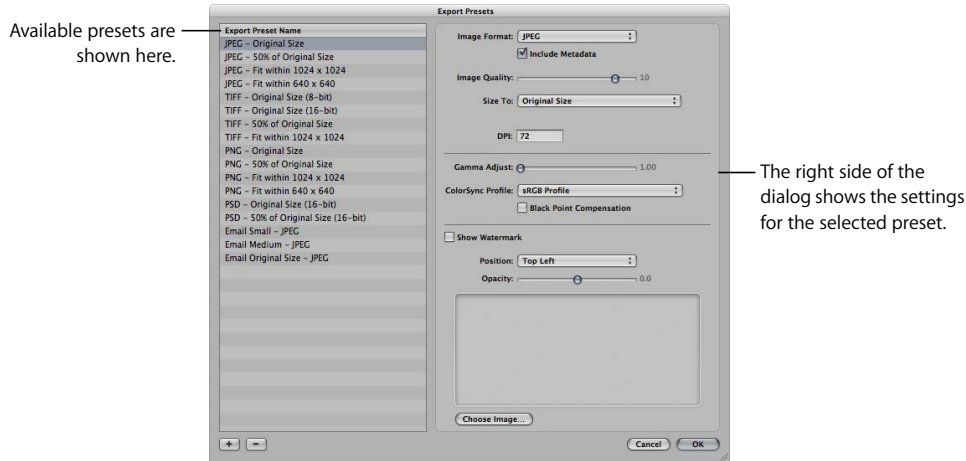 Export Presets
Available presets are
shown here.
Export Preset Name
JPEG – Original Size
JPEG – 50% of Original Size
JPEG – Fit within 1024 x 1024
JPEG – Fit within 640 x 640
TIFF – Original Size (8-bit)
TIFF – Original Size (16-bit)
TIFF – 50% of Original Size
TIFF – Fit within 1024 x 1024
PNG – Original Size
PNG – 50% of Original Size
PNG – Fit within 1024 x 1024
PNG – Fit within 640 x 640
PSD – Original Size (16-bit)
PSD – 50% of Original Size (16-bit)
Email Small – JPEG
Email Medium – JPEG
Email Original Size – JPEG
Image Format: JPEG
Include Metadata
Image Quality: 10
Size To: Original Size
DPI: 72
Gamma Adjust: 1.00
ColorSync Profile: sRGB Profile
Black Point Compensation
Show Watermark
Position: Top Left
Opacity: 0.0
Choose Image...
+ −
Cancel OK
The right side of the
dialog shows the settings
for the selected preset.